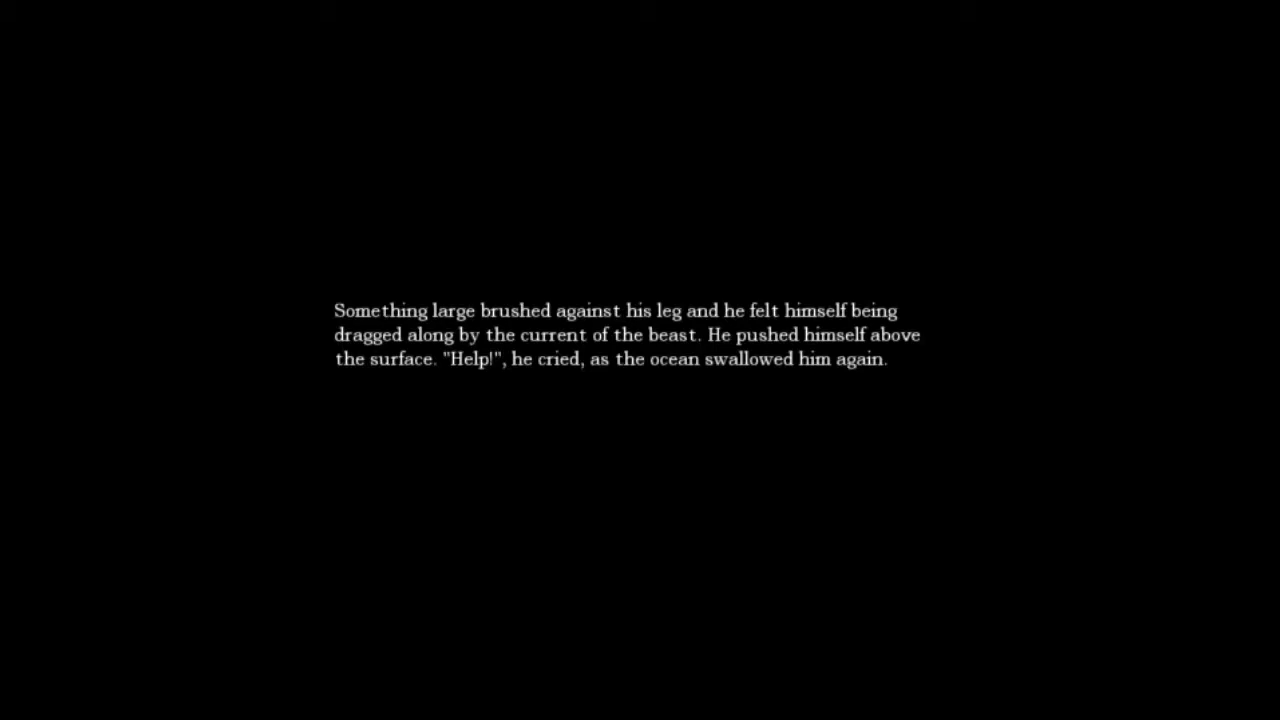 Something large brushed against his leg and he felt himself being
dragged along by the current of the beast. He pushed himself above
the surface. "Help!", he cried, as the ocean swallowed him again.